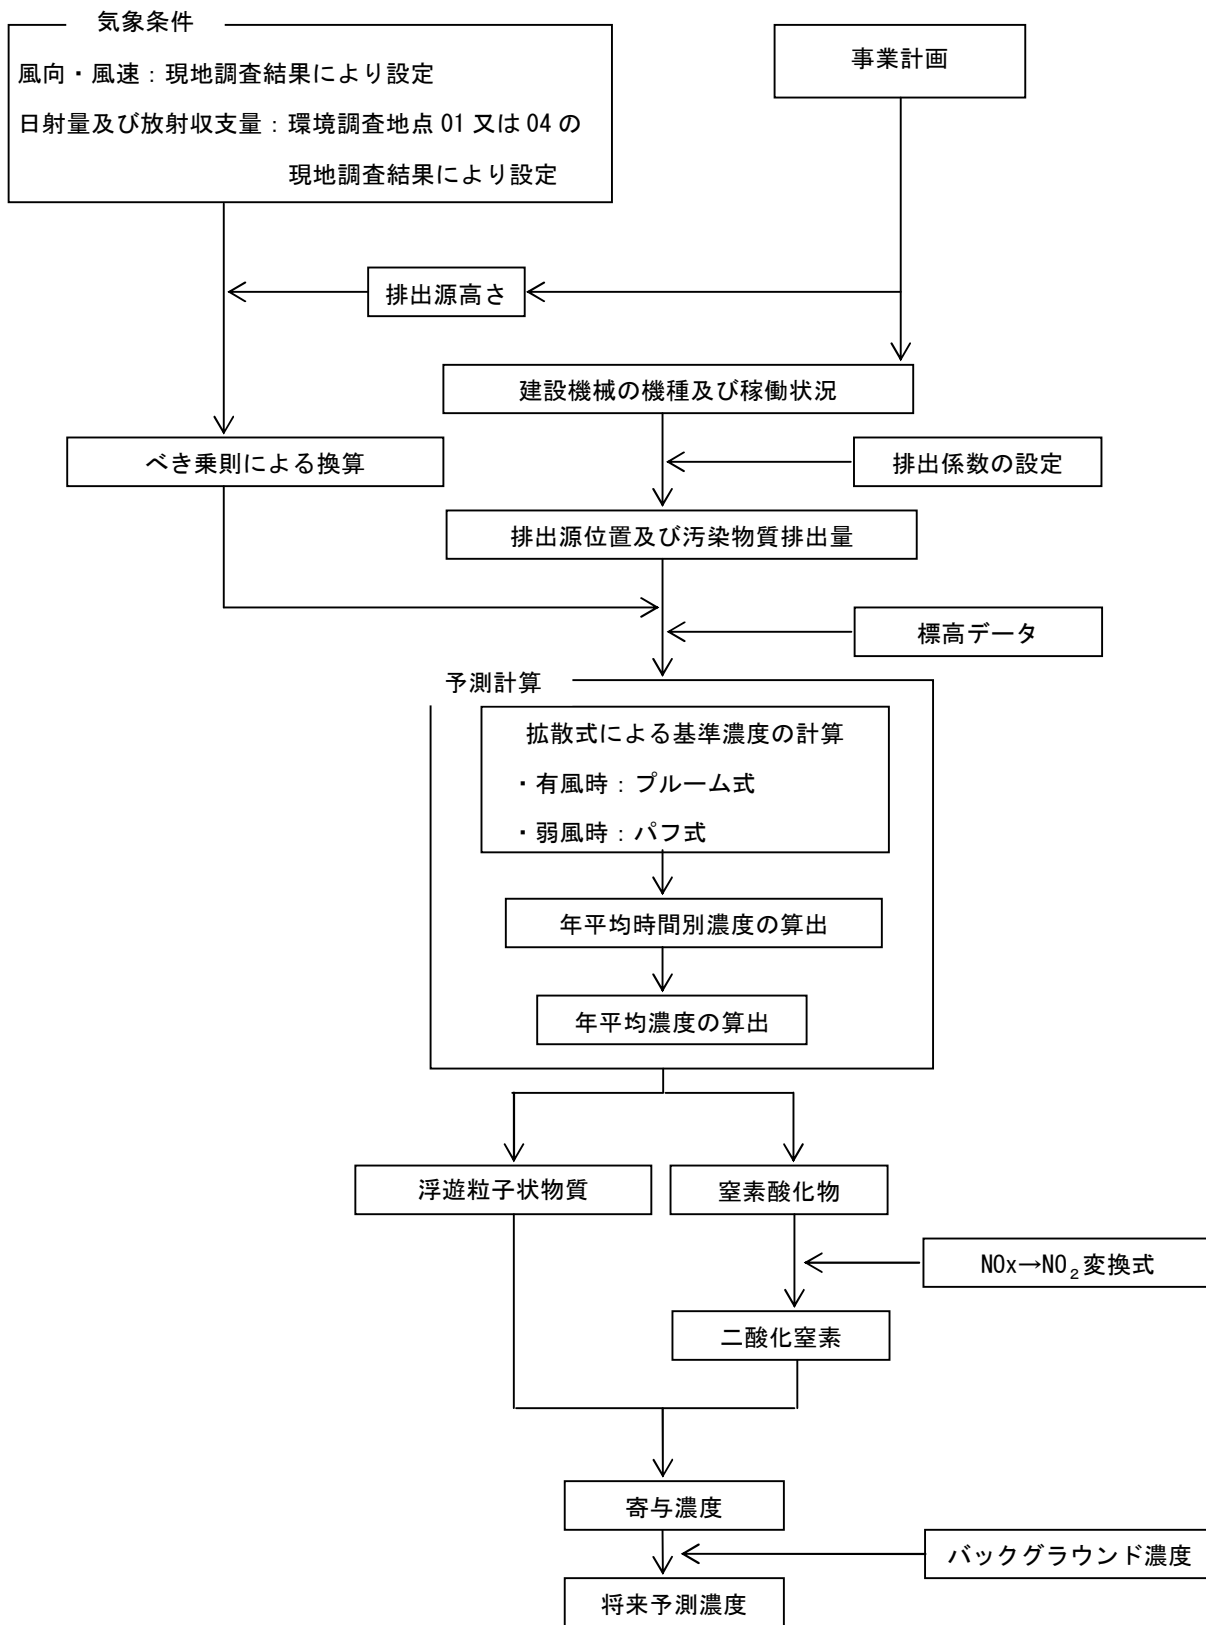 気象条件
風向・風速：現地調査結果により設定
日射量及び放射収支量：環境調査地点 01 又は 04 の
現地調査結果により設定
事業計画
排出源高さ
建設機械の機種及び稼働状況
べき乗則による換算
排出係数の設定
排出源位置及び汚染物質排出量
標高データ
予測計算
拡散式による基準濃度の計算
・有風時：プルーム式
・弱風時：パフ式
年平均時間別濃度の算出
年平均濃度の算出
浮遊粒子状物質
窒素酸化物
NOx→NO₂変換式
二酸化窒素
寄与濃度
バックグラウンド濃度
将来予測濃度